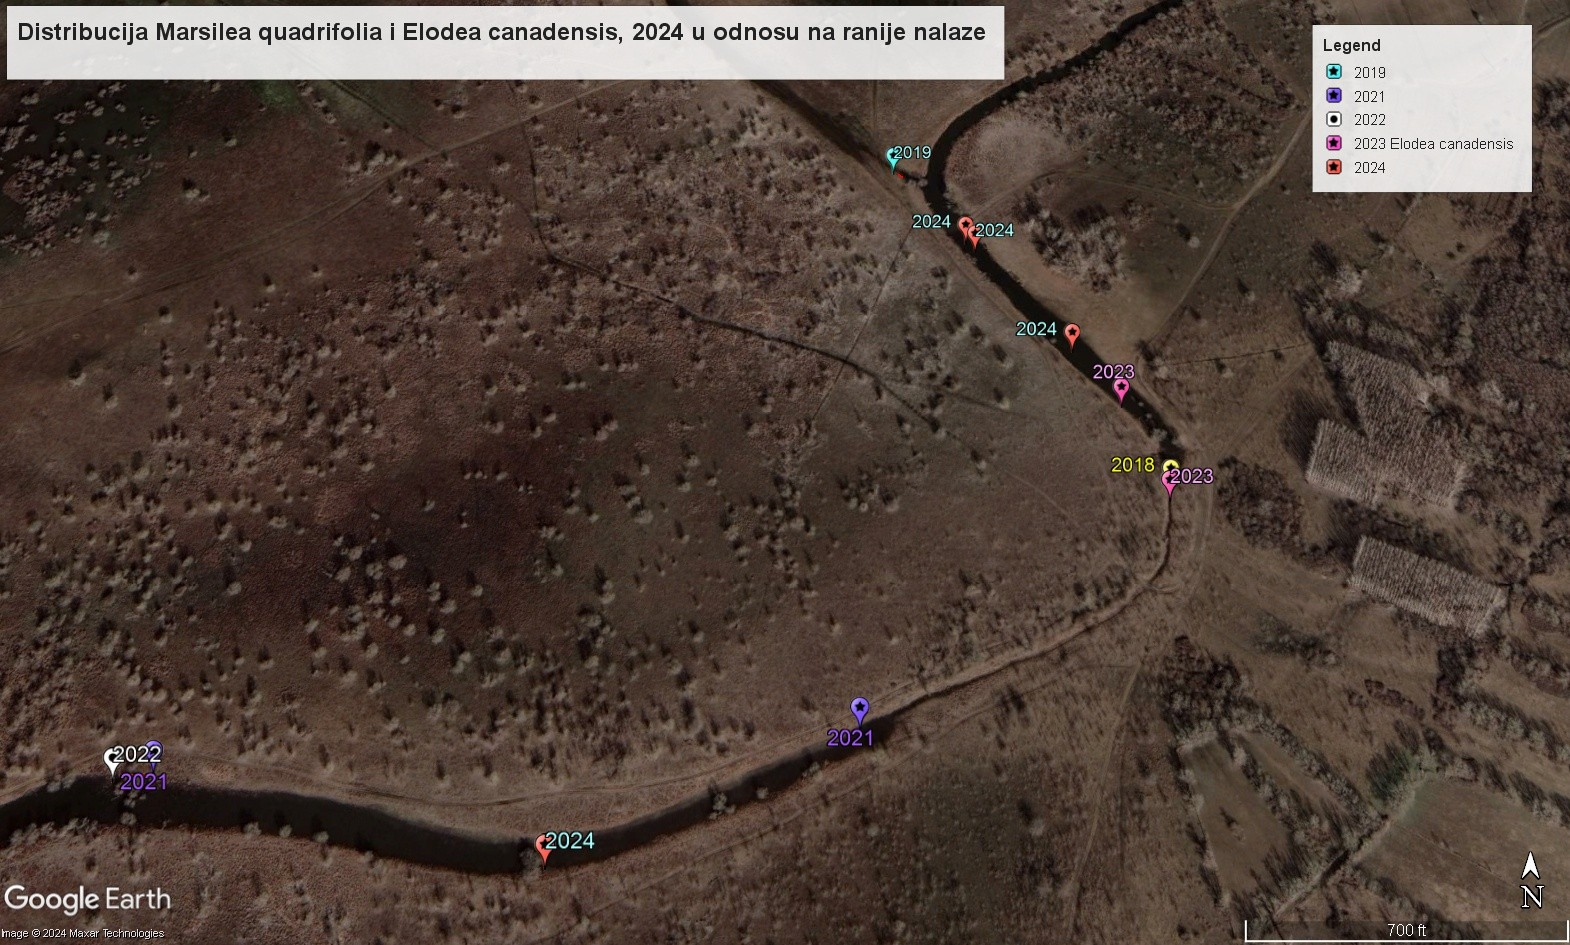 Distribucija Marsilea quadrifolia i Elodea canadensis, 2024 u odnosu na ranije nalaze
Legend
2019
2021
2022
2023 Elodea canadensis
2024
2019
2024
2024
2024
2023
2018
2023
2021
2022
2021
2024
Google Earth
Image © 2024 Maxar Technologies
N
700 ft